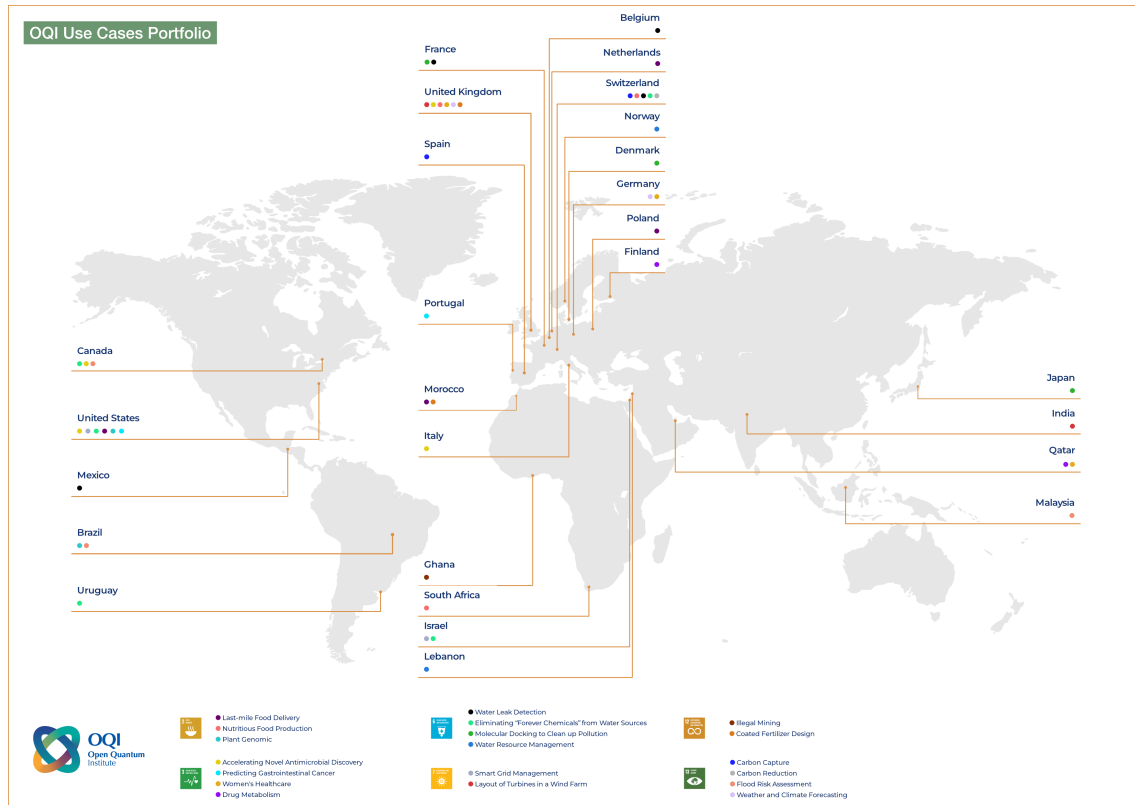 OQI Use Cases Portfolio
Belgium
France
Netherlands
United Kingdom
Switzerland
Norway
Spain
Denmark
Germany
Poland
Finland
Portugal
Canada
Morocco
Japan
United States
India
Italy
Qatar
Mexico
Malaysia
Brazil
Ghana
Uruguay
South Africa
Israel
Lebanon
OQI
Open Quantum
Institute
Last-mile Food Delivery
Nutritious Food Production
Plant Genomic
Accelerating Novel Antimicrobial Discovery
Predicting Gastrointestinal Cancer
Women's Healthcare
Drug Metabolism
Water Leak Detection
Eliminating "Forever Chemicals" from Water Sources
Molecular Docking to Clean up Pollution
Water Resource Management
Smart Grid Management
Layout of Turbines in a Wind Farm
Illegal Mining
Coated Fertilizer Design
Carbon Capture
Carbon Reduction
Flood Risk Assessment
Weather and Climate Forecasting